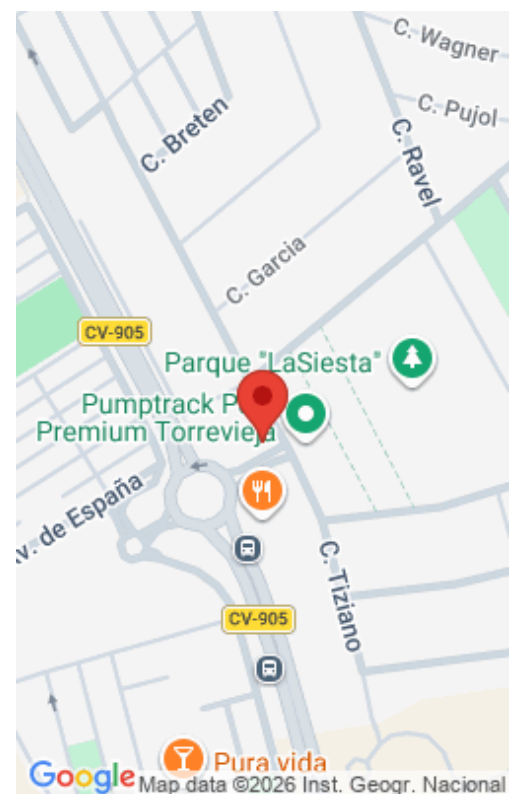 C. Wagner
C. Pujol
C. Breten
C. Ravel
C. Garcia
CV-905
Parque "LaSiesta"
Pumptrack P
Premium Torrevieja
Av. de España
C. Tiziano
CV-905
Pura vida
Google
Map data ©2026 Inst. Geogr. Nacional